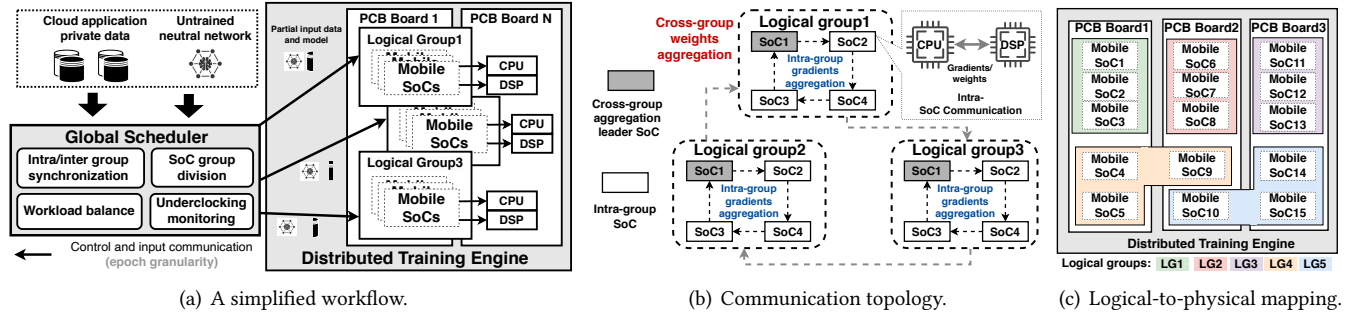 Cloud application
private data
Untrained
neutral network
Global Scheduler
Intra/inter group
synchronization
SoC group
division
Workload balance
Underclocking
monitoring
Control and input communication
(epoch granularity)
Partial input data
and model
PCB Board 1
PCB Board N
Logical Group1
Mobile
SoCs
CPU
DSP
Mobile
SoCs
CPU
DSP
Logical Group3
Mobile
SoCs
CPU
DSP
Distributed Training Engine
(a) A simplified workflow.
Cross-group
weights
aggregation
Cross-group
aggregation
leader SoC
Intra-group
SoC
Logical group1
SoC1
SoC2
Intra-group
gradients
aggregation
SoC3
SoC4
CPU
DSP
Gradients/
weights
Intra-
SoC Communication
Logical group2
SoC1
SoC2
Intra-group
gradients
aggregation
SoC3
SoC4
Logical group3
SoC1
SoC2
Intra-group
gradients
aggregation
SoC3
SoC4
(b) Communication topology.
PCB Board1
PCB Board2
PCB Board3
Mobile
SoC1
Mobile
SoC2
Mobile
SoC3
Mobile
SoC6
Mobile
SoC7
Mobile
SoC8
Mobile
SoC11
Mobile
SoC12
Mobile
SoC13
Mobile
SoC4
Mobile
SoC9
Mobile
SoC14
Mobile
SoC5
Mobile
SoC10
Mobile
SoC15
Distributed Training Engine
Logical groups:
LG1
LG2
LG3
LG4
LG5
(c) Logical-to-physical mapping.